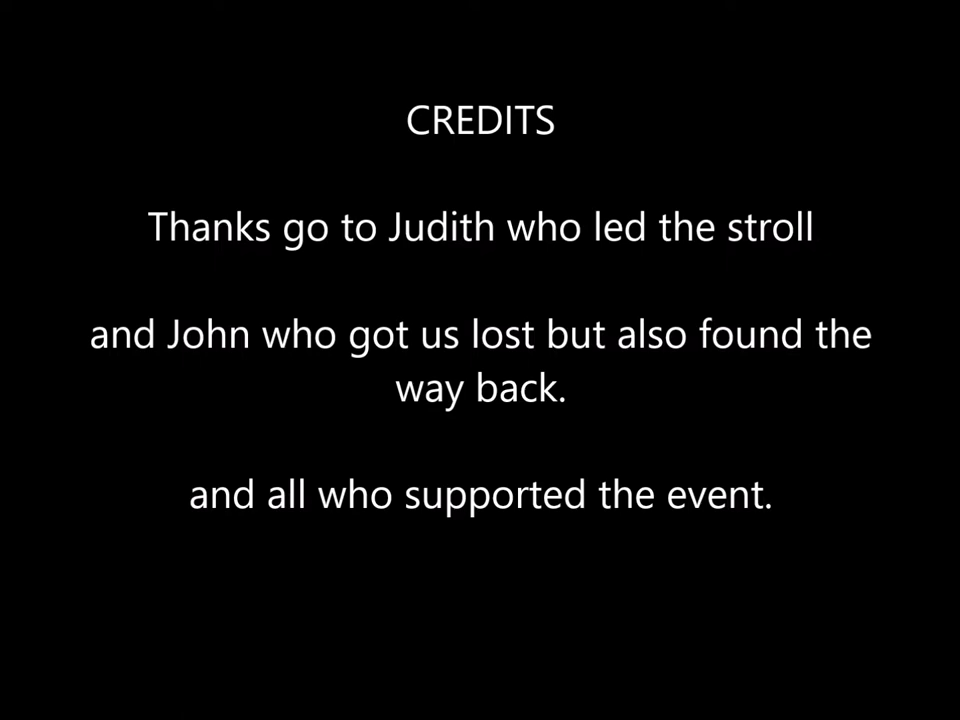 CREDITS
Thanks go to Judith who led the stroll
and John who got us lost but also found the
way back.
and all who supported the event.